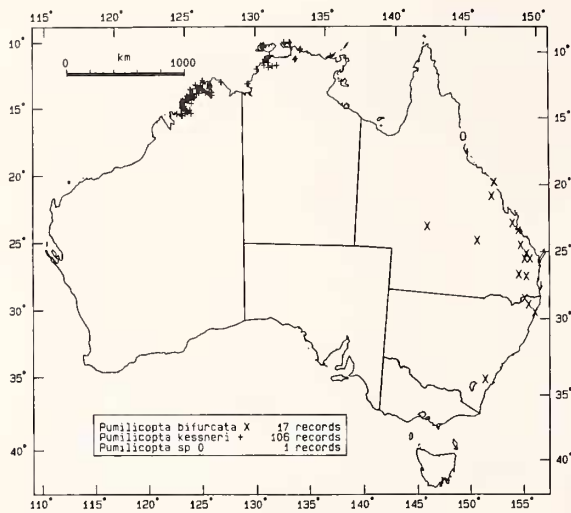 115° 120° 125° 130° 135° 140° 145° 150°
10° 10°
km
0 1000
15° 15°
0
20° 20°
25° 25°
30° 30°
35° 35°
Pumilicopta bifurcata X 17 records
Pumilicopta kessneri + 106 records
Pumilicopta sp O 1 records
40° 40°
110° 115° 120° 125° 130° 135° 140° 145° 150° 155°